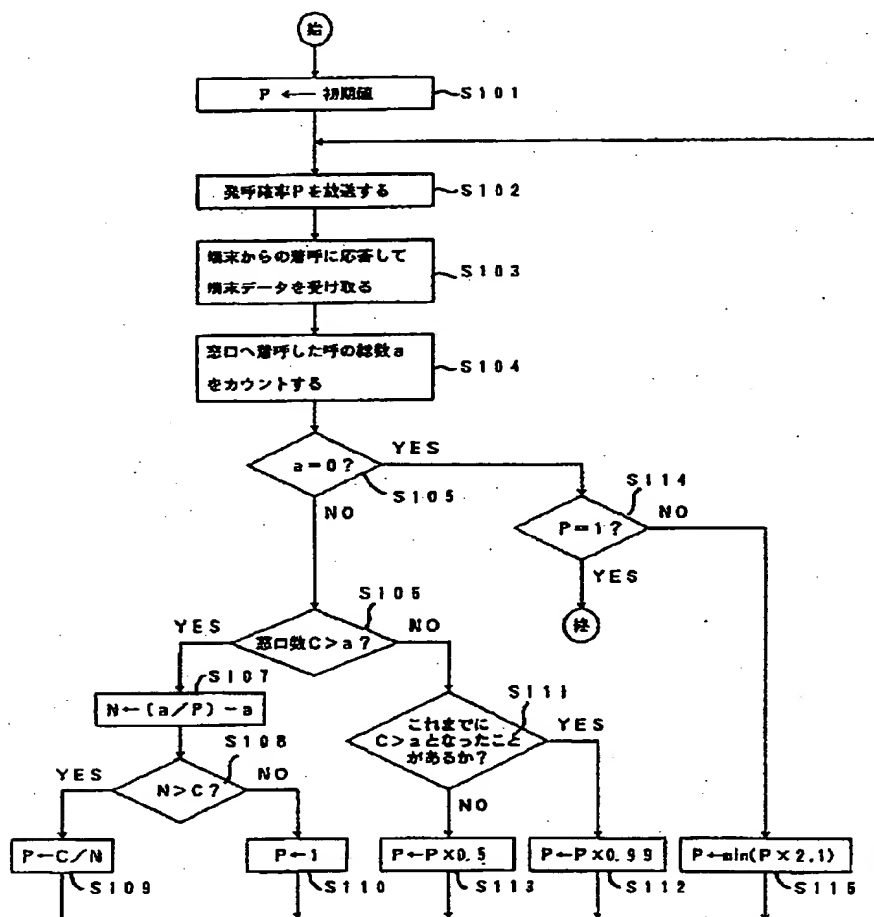 始
P ← 初期値
S101
発呼確率Pを放送する
S102
端末からの着呼に応答して
端末データを受け取る
S103
窓口へ着呼した呼の総数a
をカウントする
S104
a=0?
YES
S105
NO
S114
P=1?
NO
YES
終
S105
窓口数C>a?
YES
NO
S107
N←(a/P)-a
S108
N>C?
YES
NO
S111
これまでに
C>aとなったこと
があるか?
YES
NO
P←C/N
S109
P←1
S110
P←P×0.5
S113
P←P×0.99
S112
P←min(P×2.1)
S115